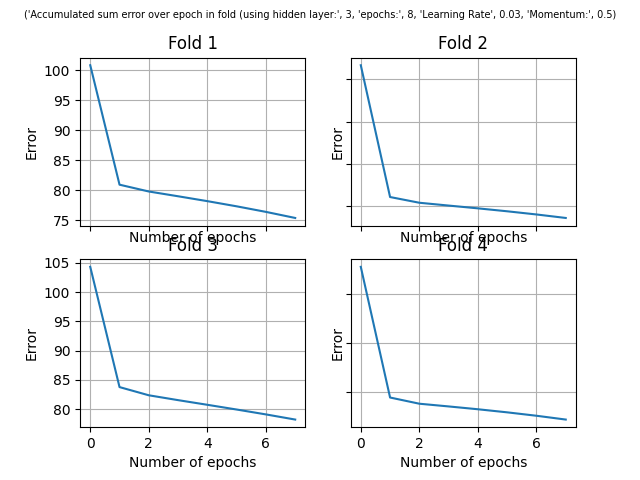 ('Accumulated sum error over epoch in fold (using hidden layer:', 3, 'epochs:', 8, 'Learning Rate', 0.03, 'Momentum:', 0.5)
Fold 1
Fold 2
100
95
90
85
80
75
Error
Error
Number of epochs
Number of epochs
Fold 3
Fold 4
105
100
95
90
85
80
Error
Error
0 2 4 6
0 2 4 6
Number of epochs
Number of epochs